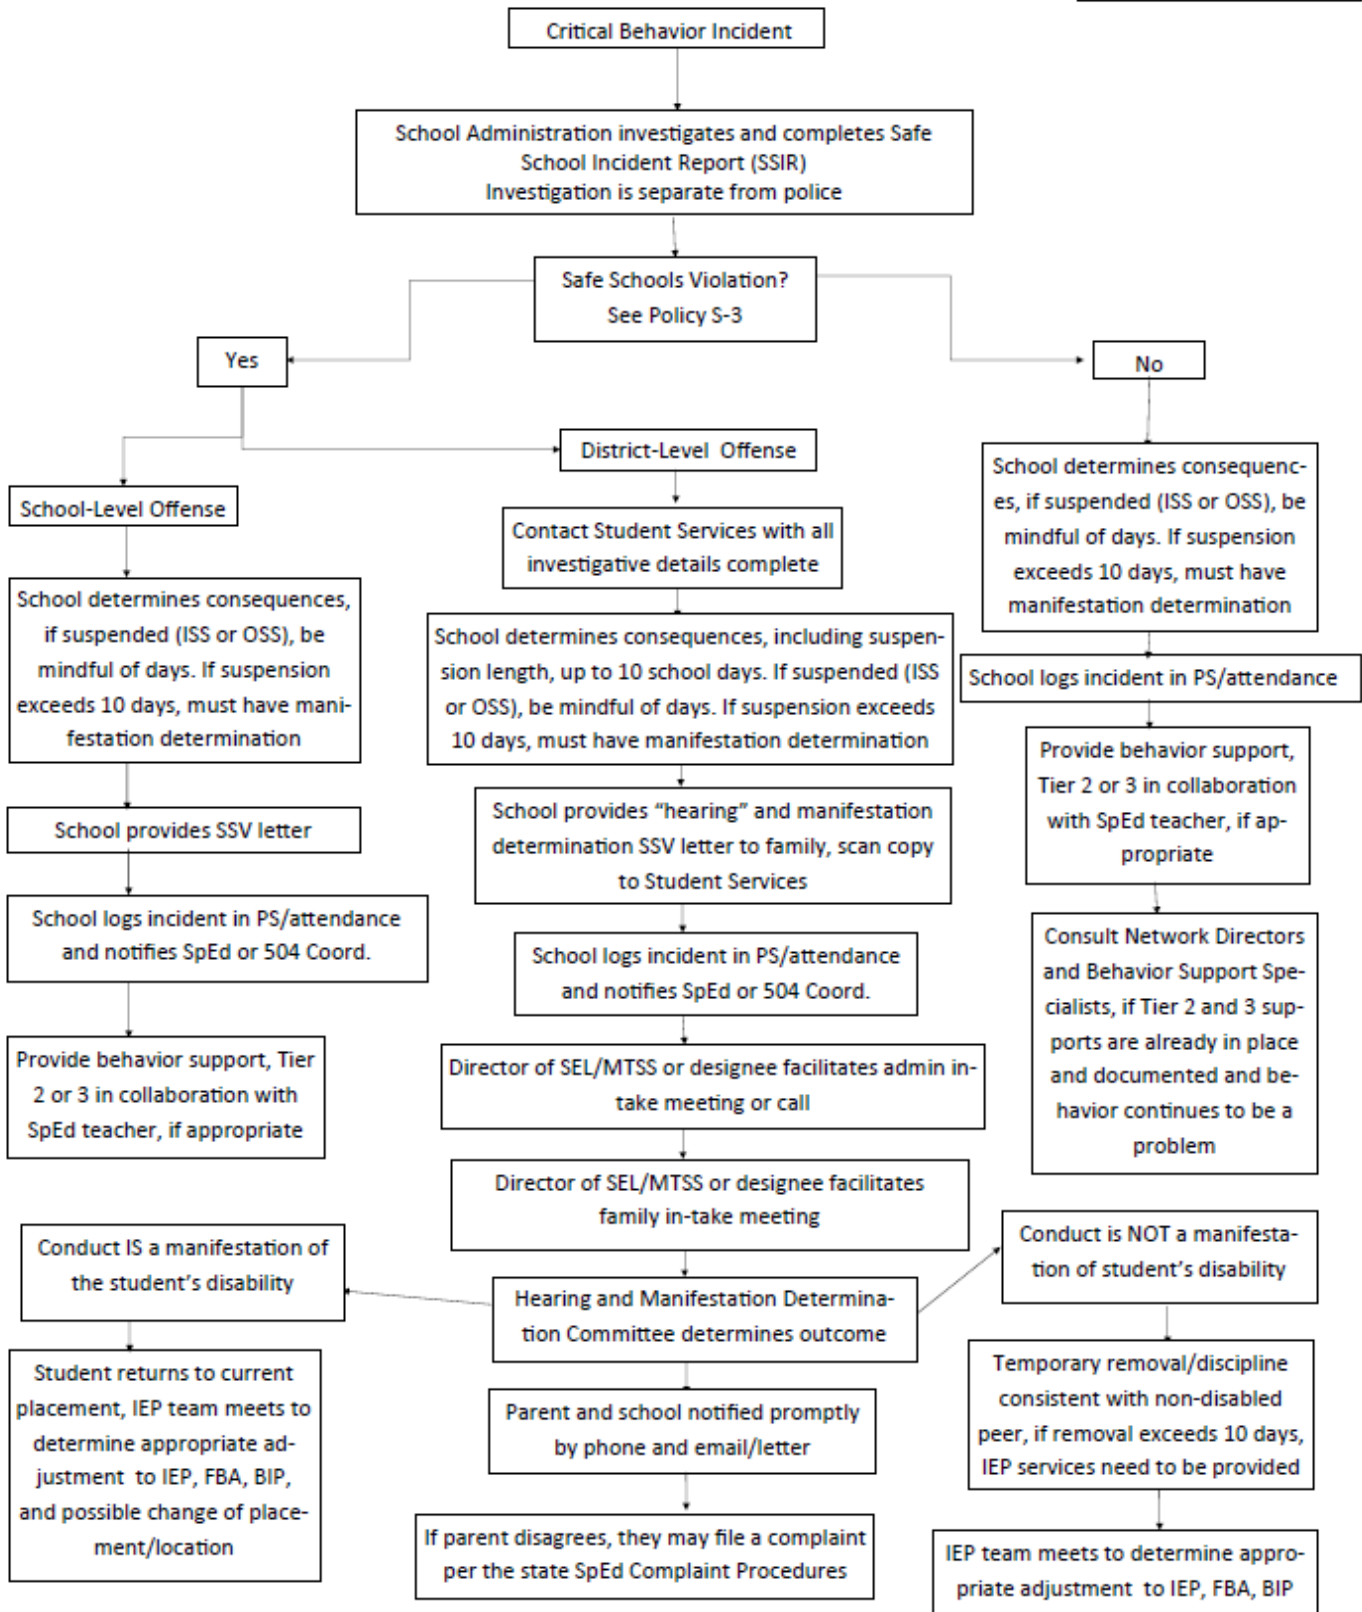 Critical Behavior Incident
School Administration investigates and completes Safe
School Incident Report (SSIR)
Investigation is separate from police
Safe Schools Violation?
See Policy S-3
Yes
No
School-Level Offense
School determines consequences,
if suspended (ISS or OSS), be
mindful of days. If suspension
exceeds 10 days, must have mani-
festation determination
School provides SSV letter
School logs incident in PS/attendance
and notifies SpEd or 504 Coord.
Provide behavior support, Tier
2 or 3 in collaboration with
SpEd teacher, if appropriate
District-Level Offense
Contact Student Services with all
investigative details complete
School determines consequences, including suspen-
sion length, up to 10 school days. If suspended (ISS
or OSS), be mindful of days. If suspension exceeds
10 days, must have manifestation determination
School provides “hearing” and manifestation
determination SSV letter to family, scan copy
to Student Services
School logs incident in PS/attendance
and notifies SpEd or 504 Coord.
Director of SEL/MTSS or designee facilitates admin in-
take meeting or call
Director of SEL/MTSS or designee facilitates
family in-take meeting
Hearing and Manifestation Determina-
tion Committee determines outcome
Parent and school notified promptly
by phone and email/letter
If parent disagrees, they may file a complaint
per the state SpEd Complaint Procedures
School determines consequenc-
es, if suspended (ISS or OSS), be
mindful of days. If suspension
exceeds 10 days, must have
manifestation determination
School logs incident in PS/attendance
Provide behavior support,
Tier 2 or 3 in collaboration
with SpEd teacher, if ap-
propriate
Consult Network Directors
and Behavior Support Spe-
cialists, if Tier 2 and 3 sup-
ports are already in place
and documented and be-
havior continues to be a
problem
Conduct IS a manifestation of
the student’s disability
Student returns to current
placement, IEP team meets to
determine appropriate ad-
justment to IEP, FBA, BIP,
and possible change of place-
ment/location
Conduct is NOT a manifesta-
tion of student’s disability
Temporary removal/discipline
consistent with non-disabled
peer, if removal exceeds 10 days,
IEP services need to be provided
IEP team meets to determine appro-
priate adjustment to IEP, FBA, BIP